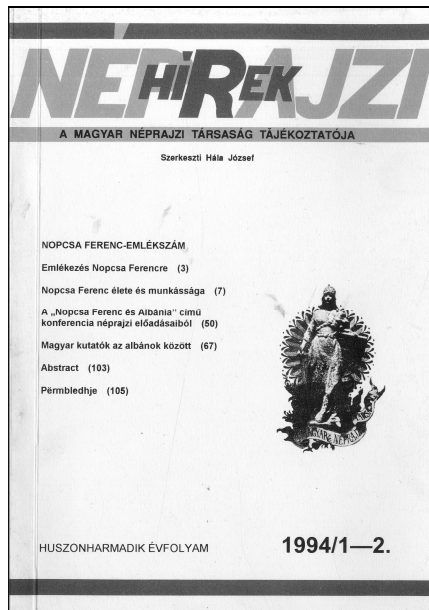 NÉPRAJZI
HÍREK
A MAGYAR NÉPRAJZI TÁRSASÁG TÁJÉKOZTATÓJA
Szerkeszti Hála József
NOPCSA FERENC-EMLÉKSZÁM
Emlékezés Nopcsa Ferencre (3)
Nopcsa Ferenc élete és munkássága (7)
A „Nopcsa Ferenc és Albánia" című
konferencia néprajzi előadásaiból (50)
Magyar kutatók az albánok között (67)
Abstract (103)
Përmbledhje (105)
MAGYAR NÉPRAJZ
HUSZONHARMADIK ÉVFOLYAM
1994/1—2.